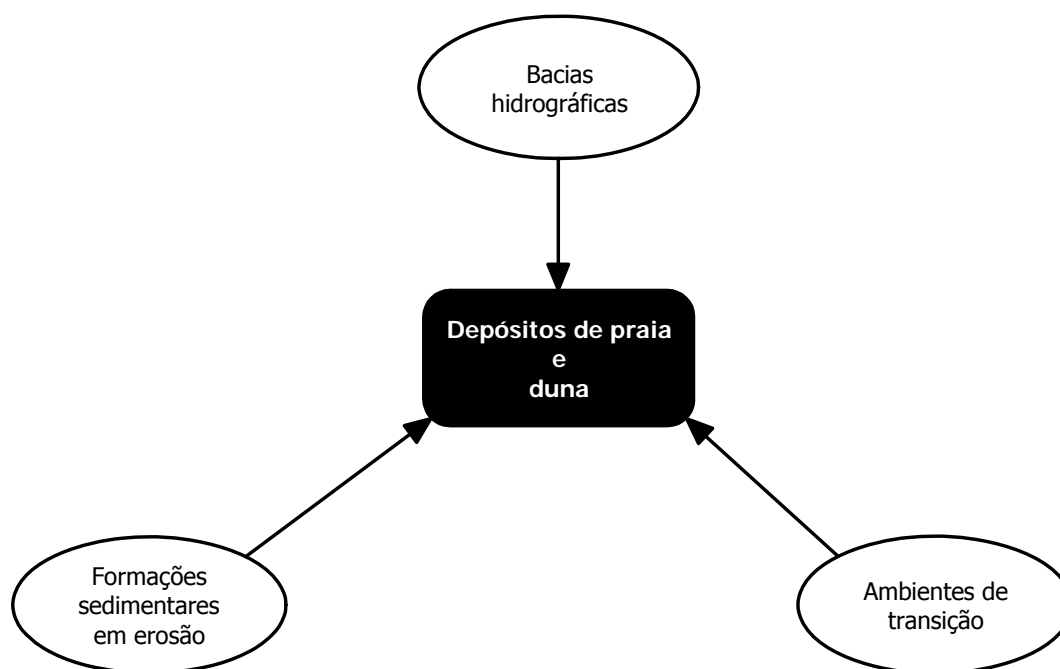 Bacias
hidrográficas
Depósitos de praia
e
duna
Formações
sedimentares
em erosão
Ambientes de
transição